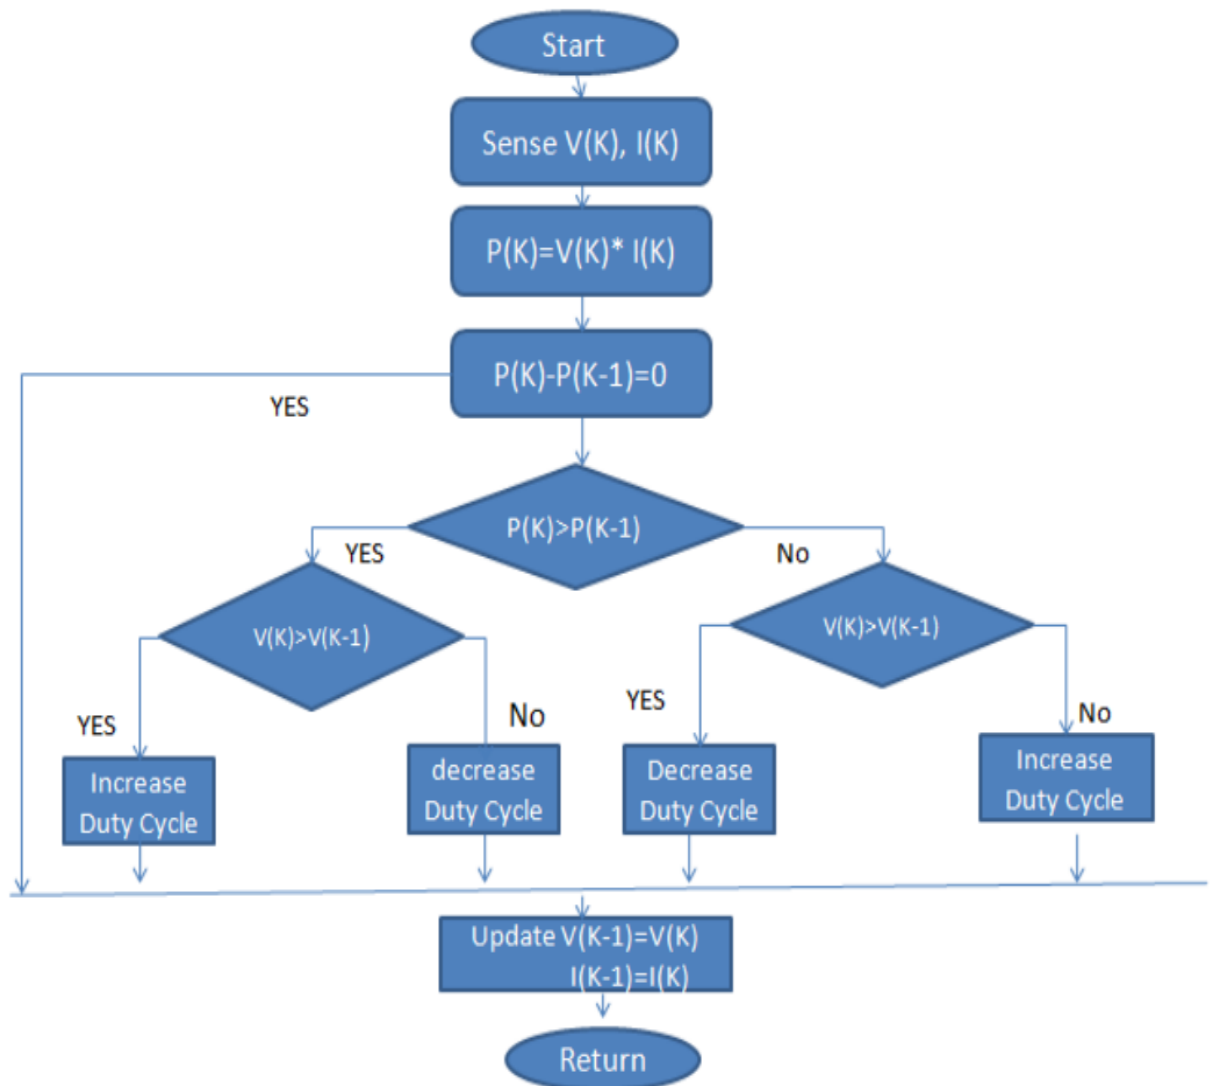 Start
Sense V(K), I(K)
P(K)=V(K)* I(K)
P(K)-P(K-1)=0
YES
P(K)>P(K-1)
YES
No
V(K)>V(K-1)
V(K)>V(K-1)
YES
No
YES
No
Increase
Duty Cycle
decrease
Duty Cycle
Decrease
Duty Cycle
Increase
Duty Cycle
Update V(K-1)=V(K)
I(K-1)=I(K)
Return